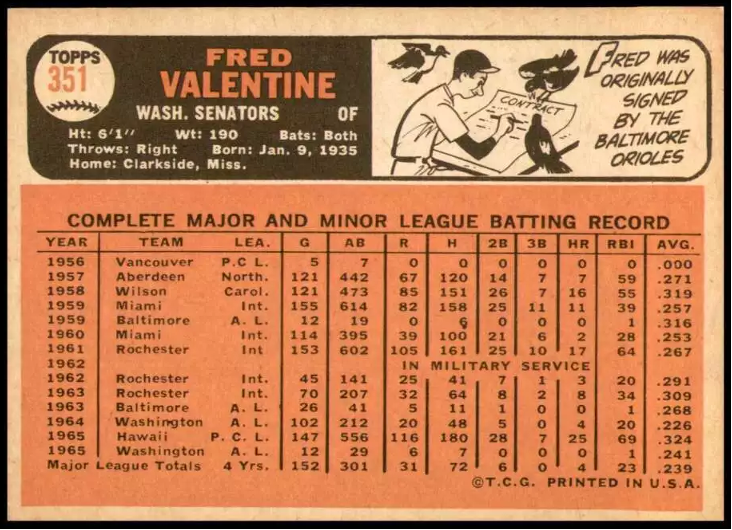 TOPPS
351
FRED
VALENTINE
WASH. SENATORS OF
Ht: 6'1" Wt: 190 Bats: Both
Throws: Right Born: Jan. 9, 1935
Home: Clarkside, Miss.
CONTRACT
FRED WAS
ORIGINALLY
SIGNED
BY THE
BALTIMORE
ORIOLES
COMPLETE MAJOR AND MINOR LEAGUE BATTING RECORD
YEAR TEAM LEA. G AB R H 2B 3B HR RBI AVG.
1956 Vancouver P.C.L. 5 7 0 0 0 0 0 0 .000
1957 Aberdeen North. 121 442 67 120 14 7 7 59 .271
1958 Wilson Carol. 121 473 85 151 26 7 16 55 .319
1959 Miami Int. 155 614 82 158 25 11 11 39 .257
1959 Baltimore A. L. 12 19 0 6 0 0 0 1 .316
1960 Miami Int. 114 395 39 100 21 6 2 28 .253
1961 Rochester Int. 153 602 105 161 25 10 17 64 .267
1962 IN MILITARY SERVICE
1962 Rochester Int. 45 141 25 41 7 1 3 20 .291
1963 Rochester Int. 70 207 32 64 8 2 8 34 .309
1963 Baltimore A. L. 26 41 5 11 1 0 0 1 .268
1964 Washington A. L. 102 212 20 48 5 0 4 20 .226
1965 Hawaii P. C. L. 147 556 116 180 28 7 25 69 .324
1965 Washington A. L. 12 29 6 7 0 0 0 1 .241
Major League Totals 4 Yrs. 152 301 31 72 6 0 4 23 .239
©T.C.G. PRINTED IN U.S.A.